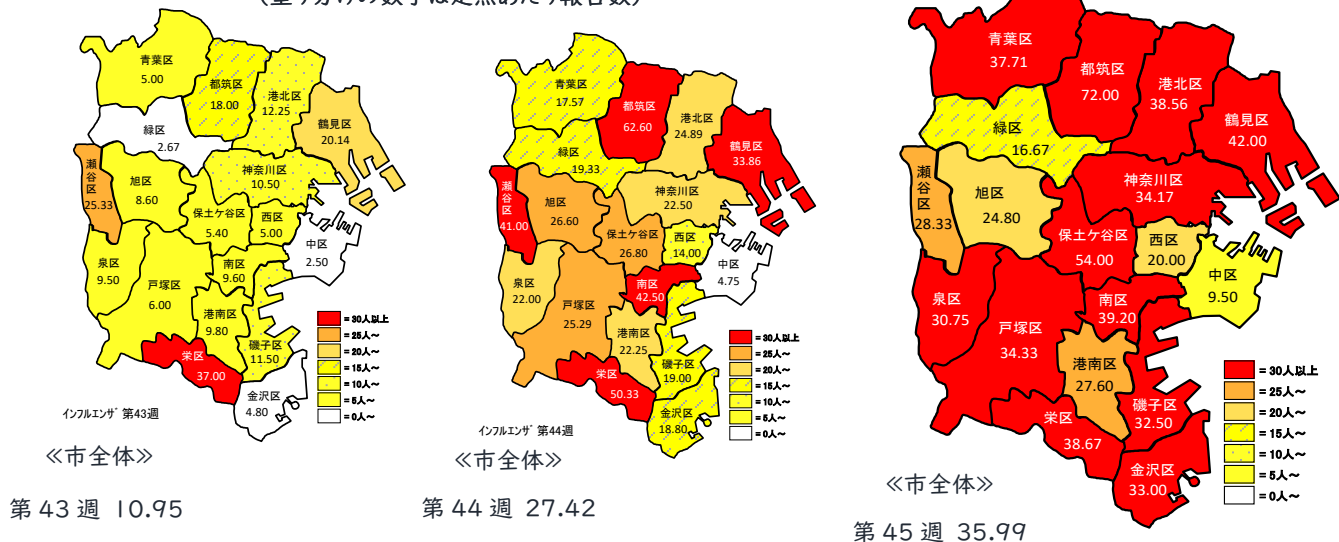 (塗り分けの数字は定点あたり報告数)
青葉区
5.00
都筑区
18.00
港北区
12.25
緑区
2.67
鶴見区
20.14
瀬谷区
25.33
旭区
8.60
神奈川区
10.50
保土ケ谷区
5.40
西区
5.00
中区
2.50
泉区
9.50
戸塚区
6.00
南区
9.60
港南区
9.80
磯子区
11.50
栄区
37.00
金沢区
4.80
=30人以上
=25人~
=20人~
=15人~
=10人~
=5人~
=0人~
インフルエンザ 第43週
≪市全体≫
第 43 週 10.95
青葉区
17.57
都筑区
62.60
港北区
24.89
緑区
19.33
鶴見区
33.86
瀬谷区
41.00
旭区
26.60
神奈川区
22.50
保土ケ谷区
26.80
西区
14.00
中区
4.75
泉区
22.00
戸塚区
25.29
南区
42.50
港南区
22.25
磯子区
19.00
栄区
50.33
金沢区
18.80
=30人以上
=25人~
=20人~
=15人~
=10人~
=5人~
=0人~
インフルエンザ 第44週
≪市全体≫
第 44 週 27.42
青葉区
37.71
都筑区
72.00
港北区
38.56
緑区
16.67
鶴見区
42.00
瀬谷区
28.33
旭区
24.80
神奈川区
34.17
保土ケ谷区
54.00
西区
20.00
中区
9.50
泉区
30.75
戸塚区
34.33
南区
39.20
港南区
27.60
磯子区
32.50
栄区
38.67
金沢区
33.00
=30人以上
=25人~
=20人~
=15人~
=10人~
=5人~
=0人~
≪市全体≫
第 45 週 35.99